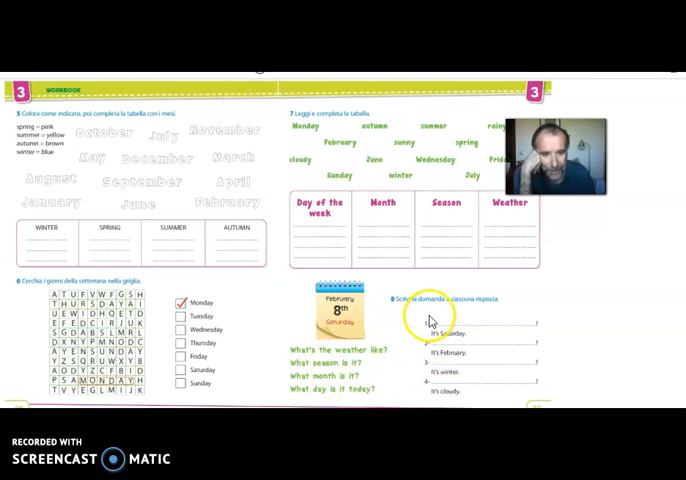 3 WORKBOOK 3
5 Colora come indicato, poi completa la tabella con i mesi.
spring = pink
summer = yellow
autumn = brown
winter = blue
October July November
May December March
August September April
January June February
WINTER SPRING SUMMER AUTUMN
6 Cerchia i giorni della settimana nella griglia.
A T U F V W F G S H
T H U R S D A Y A I
U E W I D H Q E T D
E F E D C I R J U K
S G D A B S L M R L
D X N Y P M N O D C
A Y E N S U N D A Y
Y Z S Q R U W X Y B
A O D Y Z C F B I D
P S A M O N D A Y H
T V Y E G L M I J K
Monday
Tuesday
Wednesday
Thursday
Friday
Saturday
Sunday
7 Leggi e completa la tabella.
Monday autumn summer rainy
February sunny spring
cloudy June Wednesday
Sunday winter July
Day of the week Month Season Weather
February
8th
Saturday
What's the weather like?
What season is it?
What month is it?
What day is it today?
8 Scrivi la domanda a ciascuna risposta.
1 ?
It's Saturday.
2 ?
It's February.
3 ?
It's winter.
4 ?
It's cloudy.
RECORDED WITH
SCREENCAST MATIC